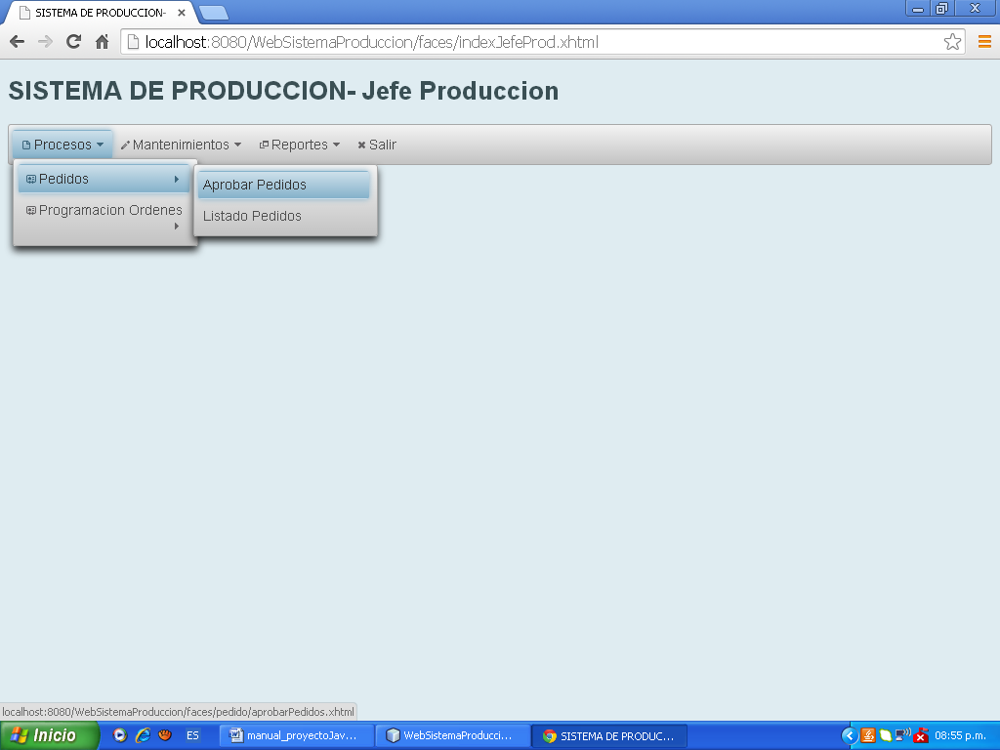 SISTEMA DE PRODUCCION-
localhost:8080/WebSistemaProduccion/faces/indexJefeProd.xhtml
SISTEMA DE PRODUCCION- Jefe Produccion
Procesos Mantenimientos Reportes Salir
Pedidos
Programacion Ordenes
Aprobar Pedidos
Listado Pedidos
localhost:8080/WebSistemaProduccion/faces/pedido/aprobarPedidos.xhtml
Inicio ES manual_proyectoJav... WebSistemaProducci... SISTEMA DE PRODUC... 08:55 p.m.